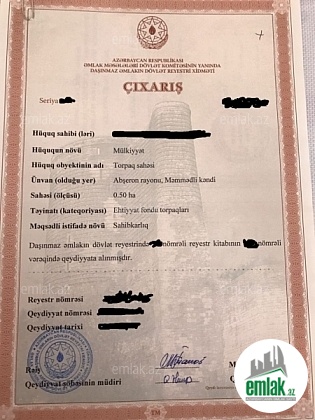 AZƏRBAYCAN RESPUBLİKASI
ƏMLAK MƏSƏLƏLƏRİ DÖVLƏT KOMİTƏSİNİN YANINDA
DAŞINMAZ ƏMLAKIN DÖVLƏT REYESTRİ XİDMƏTİ
ÇIXARIŞ
Seriya
Hüquq sahibi (ləri)
Hüququn növü Mülkiyyət
Hüquq obyektinin adı Torpaq sahəsi
Ünvan (olduğu yer) Abşeron rayonu, Məmmədli kəndi
Sahəsi (ölçüsü) 0.50 ha
Təyinatı (kateqoriyası) Ehtiyyat fondu torpaqları
Məqsədli istifadə növü Sahibkarlıq
Daşınmaz əmlakın dövlət reyestrində nömrəli reyestr kitabının nömrəli
vərəqində qeydiyyata alınmışdır.
Reyestr nömrəsi
Qeydiyyat nömrəsi
Qeydiyyat tarixi
Rəis
Qeydiyyat şöbəsinin müdiri
emlak.az